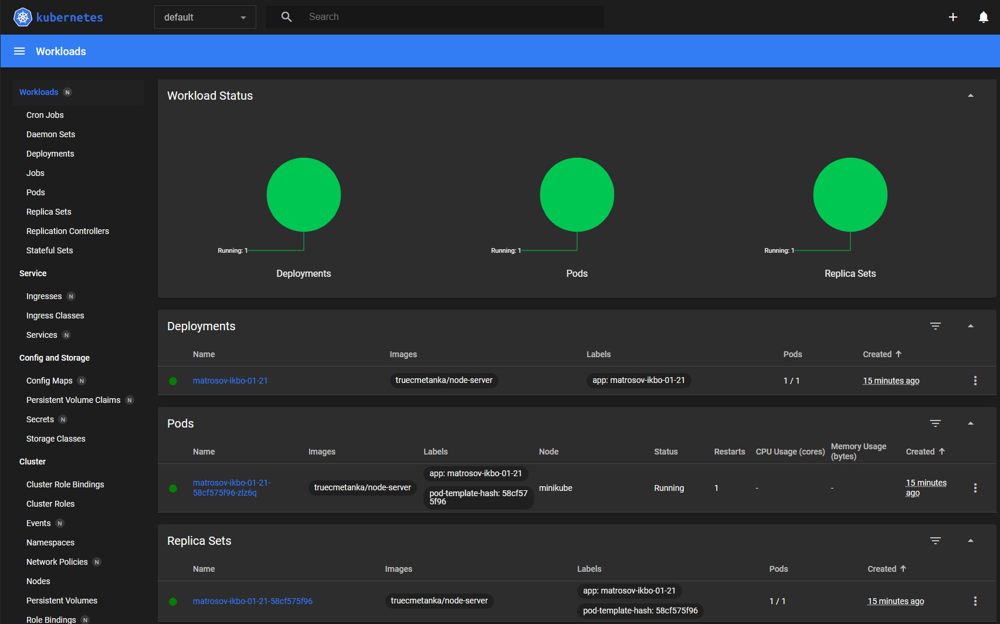 kubernetes
default
Search
Workloads
Workloads N
Cron Jobs
Daemon Sets
Deployments
Jobs
Pods
Replica Sets
Replication Controllers
Stateful Sets
Service
Ingresses N
Ingress Classes
Services N
Config and Storage
Config Maps N
Persistent Volume Claims N
Secrets N
Storage Classes
Cluster
Cluster Role Bindings
Cluster Roles
Events N
Namespaces
Network Policies N
Nodes
Persistent Volumes
Role Bindings N
Workload Status
Running: 1
Deployments
Running: 1
Pods
Running: 1
Replica Sets
Deployments
Name Images Labels Pods Created
matrosov-ikbo-01-21 truecmetanka/node-server app: matrosov-ikbo-01-21 1 / 1 15 minutes ago
Pods
Name Images Labels Node Status Restarts CPU Usage (cores) Memory Usage
(bytes) Created
matrosov-ikbo-01-21-
58cf575f96-zlz6q
truecmetanka/node-server
app: matrosov-ikbo-01-21
pod-template-hash: 58cf57
5f96
minikube
Running
1
-
-
15 minutes
ago
Replica Sets
Name Images Labels Pods Created
matrosov-ikbo-01-21-58cf575f96
truecmetanka/node-server
app: matrosov-ikbo-01-21
pod-template-hash: 58cf575f96
1 / 1
15 minutes ago